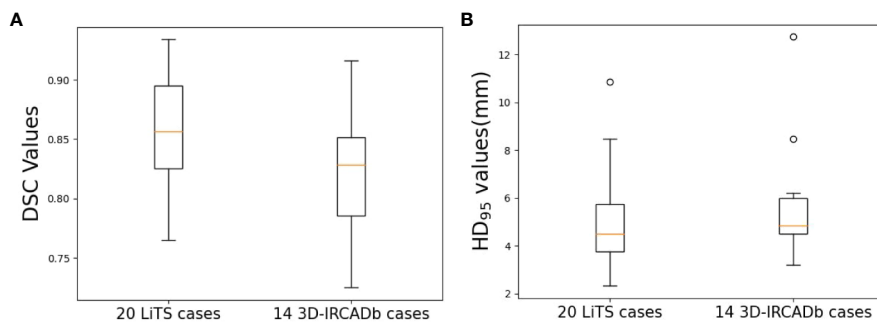 A
DSC Values
0.90
0.85
0.80
0.75
20 LiTS cases
14 3D-IRCADb cases
B
HD95 values(mm)
12
10
8
6
4
2
20 LiTS cases
14 3D-IRCADb cases